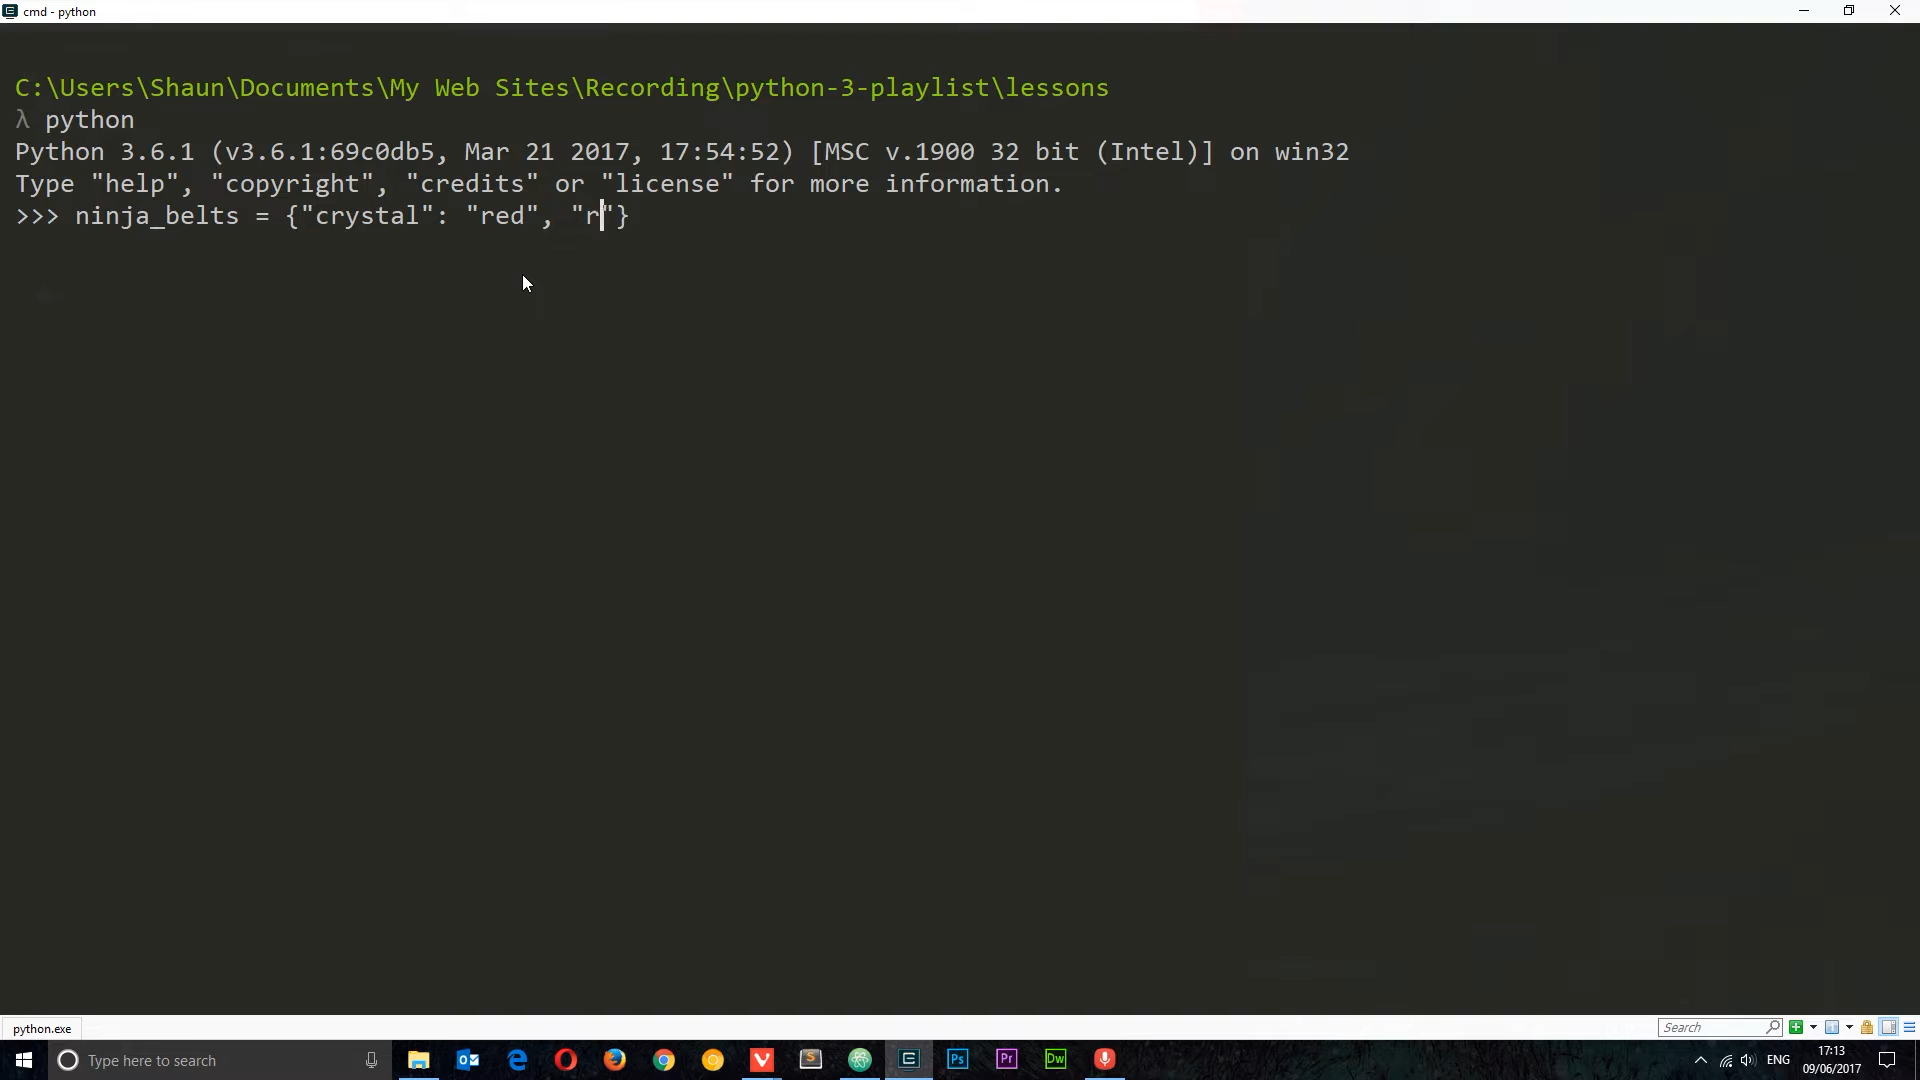 cmd - python
C:\Users\Shaun\Documents\My Web Sites\Recording\python-3-playlist\lessons
λ python
Python 3.6.1 (v3.6.1:69c0db5, Mar 21 2017, 17:54:52) [MSC v.1900 32 bit (Intel)] on win32
Type "help", "copyright", "credits" or "license" for more information.
>>> ninja_belts = {"crystal": "red", "r"}
python.exe
Search
Type here to search
S
Ps
Pr
Dw
ENG
17:13
09/06/2017